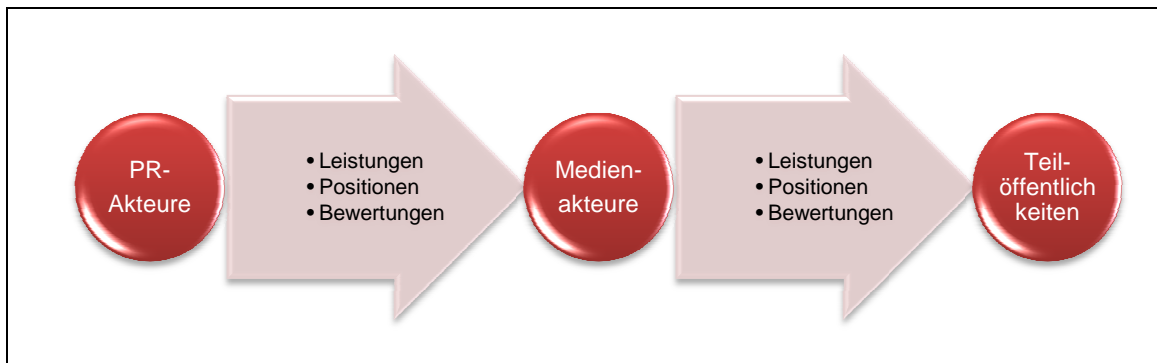 PR-
Akteure
• Leistungen
• Positionen
• Bewertungen
Medien-
akteure
• Leistungen
• Positionen
• Bewertungen
Teil-
öffentlich
keiten